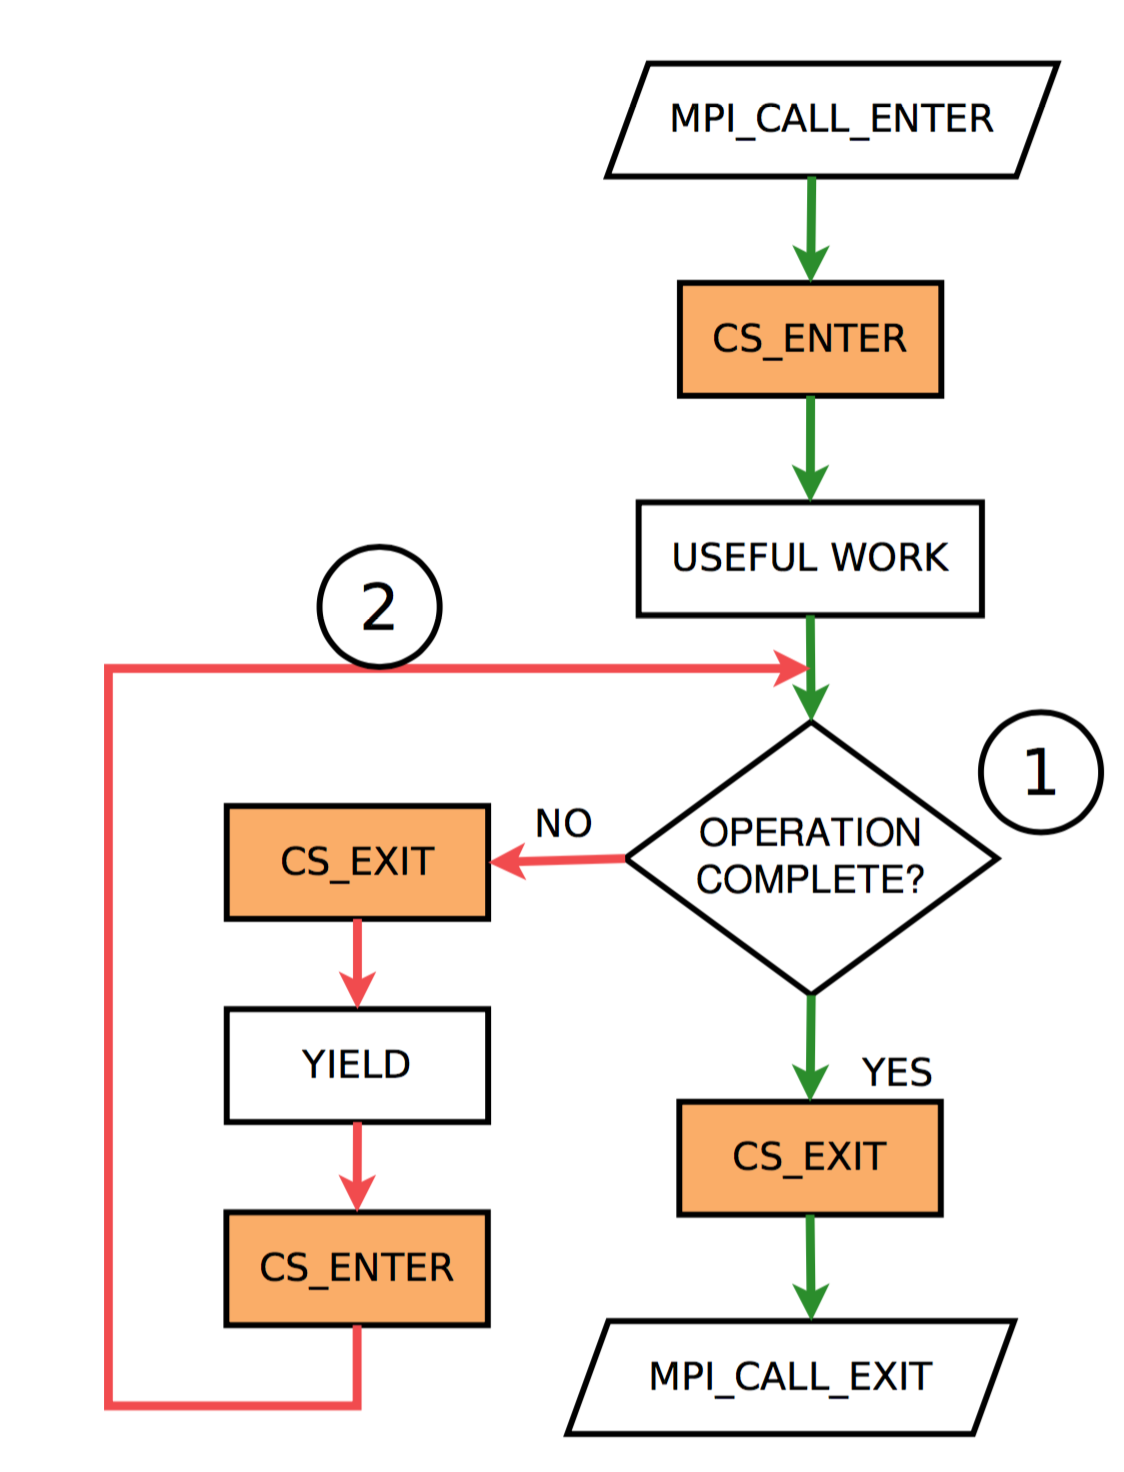 MPI_CALL_ENTER
CS_ENTER
USEFUL WORK
2
1
OPERATION
COMPLETE?
NO
CS_EXIT
YIELD
CS_ENTER
YES
CS_EXIT
MPI_CALL_EXIT